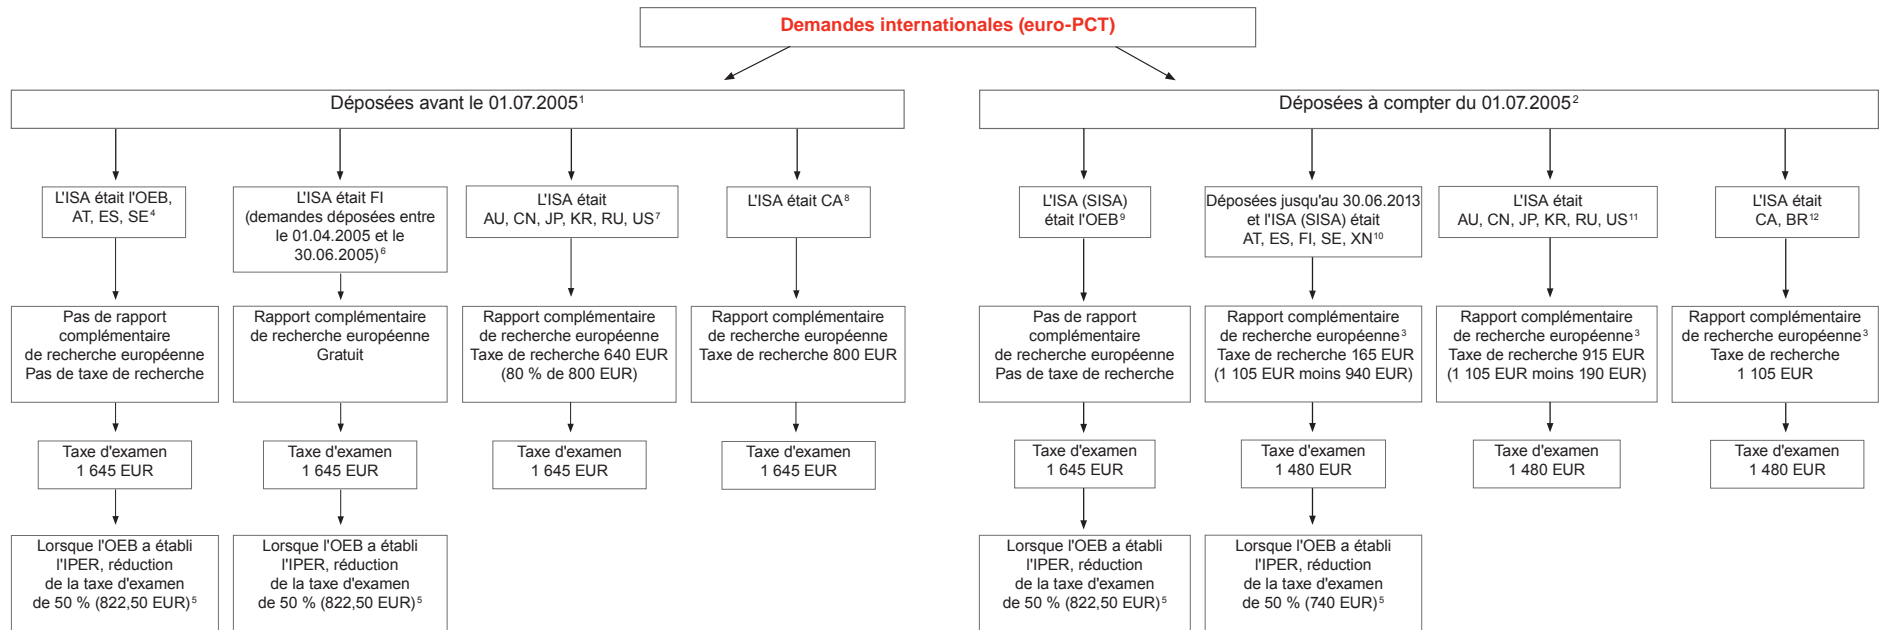 Demandes internationales (euro-PCT)
Déposées avant le 01.07.2005¹
L'ISA était l'OEB,
AT, ES, SE⁴
Pas de rapport
complémentaire
de recherche européenne
Pas de taxe de recherche
Taxe d'examen
1 645 EUR
Lorsque l'OEB a établi
l'IPER, réduction
de la taxe d'examen
de 50 % (822,50 EUR)⁵
L'ISA était FI
(demandes déposées entre
le 01.04.2005 et le
30.06.2005)⁶
Rapport complémentaire
de recherche européenne
Gratuit
Taxe d'examen
1 645 EUR
Lorsque l'OEB a établi
l'IPER, réduction
de la taxe d'examen
de 50 % (822,50 EUR)⁵
L'ISA était
AU, CN, JP, KR, RU, US⁷
Rapport complémentaire
de recherche européenne
Taxe de recherche 640 EUR
(80 % de 800 EUR)
Taxe d'examen
1 645 EUR
L'ISA était CA⁸
Rapport complémentaire
de recherche européenne
Taxe de recherche 800 EUR
Taxe d'examen
1 645 EUR
Déposées à compter du 01.07.2005²
L'ISA (SISA)
était l'OEB⁹
Pas de rapport
complémentaire
de recherche européenne
Pas de taxe de recherche
Taxe d'examen
1 645 EUR
Lorsque l'OEB a établi
l'IPER, réduction
de la taxe d'examen
de 50 % (822,50 EUR)⁵
Déposées jusqu'au 30.06.2013
et l'ISA (SISA) était
AT, ES, FI, SE, XN¹⁰
Rapport complémentaire
de recherche européenne³
Taxe de recherche 165 EUR
(1 105 EUR moins 940 EUR)
Taxe d'examen
1 480 EUR
Lorsque l'OEB a établi
l'IPER, réduction
de la taxe d'examen
de 50 % (740 EUR)⁵
L'ISA était
AU, CN, JP, KR, RU, US¹¹
Rapport complémentaire
de recherche européenne³
Taxe de recherche 915 EUR
(1 105 EUR moins 190 EUR)
Taxe d'examen
1 480 EUR
L'ISA était
CA, BR¹²
Rapport complémentaire
de recherche européenne³
Taxe de recherche
1 105 EUR
Taxe d'examen
1 480 EUR